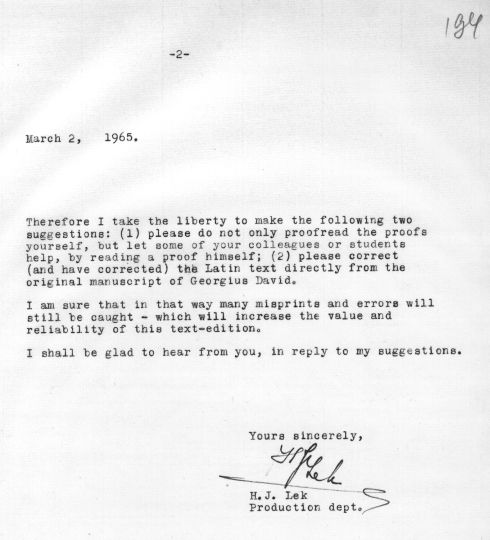 194
-2-
March 2, 1965.
Therefore I take the liberty to make the following two
suggestions: (1) please do not only proofread the proofs
yourself, but let some of your colleagues or students
help, by reading a proof himself; (2) please correct
(and have corrected) the Latin text directly from the
original manuscript of Georgius David.
I am sure that in that way many misprints and errors will
still be caught - which will increase the value and
reliability of this text-edition.
I shall be glad to hear from you, in reply to my suggestions.
Yours sincerely,
HJ Lek
H.J. Lek
Production dept.